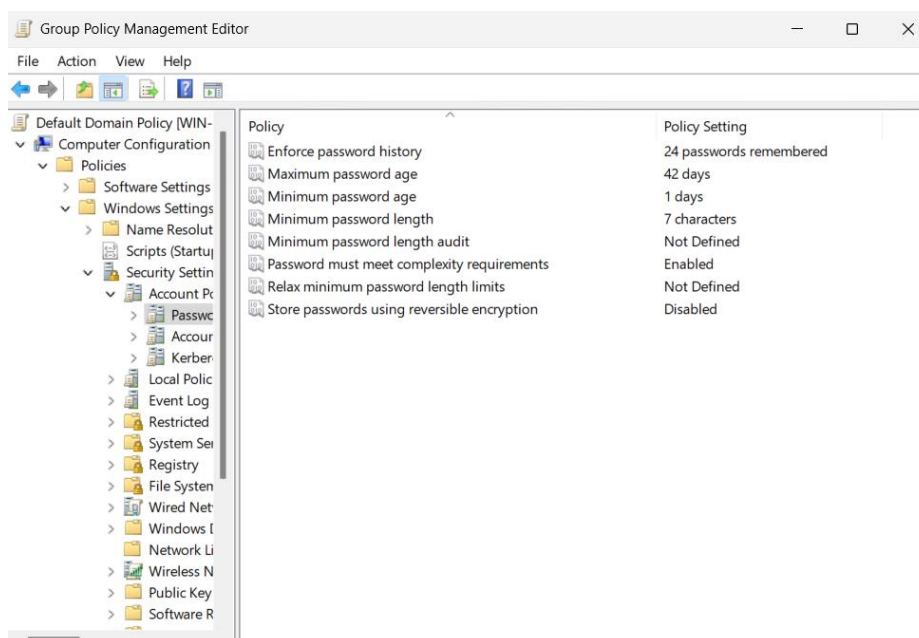 Group Policy Management Editor
File Action View Help
Default Domain Policy [WIN-
Computer Configuration
Policies
Software Settings
Windows Settings
Name Resolut
Scripts (Startu
Security Settin
Account Po
Passwo
Accour
Kerber
Local Polic
Event Log
Restricted
System Ser
Registry
File System
Wired Net
Windows D
Network Li
Wireless N
Public Key
Software R
Policy Policy Setting
Enforce password history 24 passwords remembered
Maximum password age 42 days
Minimum password age 1 days
Minimum password length 7 characters
Minimum password length audit Not Defined
Password must meet complexity requirements Enabled
Relax minimum password length limits Not Defined
Store passwords using reversible encryption Disabled